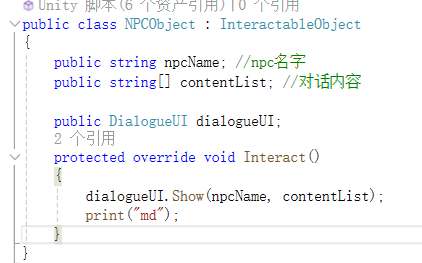 Unity 脚本(6 个资产引用)|0 个引用
public class NPCObject : InteractableObject
{
public string npcName; //npc名字
public string[] contentList; //对话内容
public DialogueUI dialogueUI;
2 个引用
protected override void Interact()
{
dialogueUI.Show(npcName, contentList);
print("md");
}
}